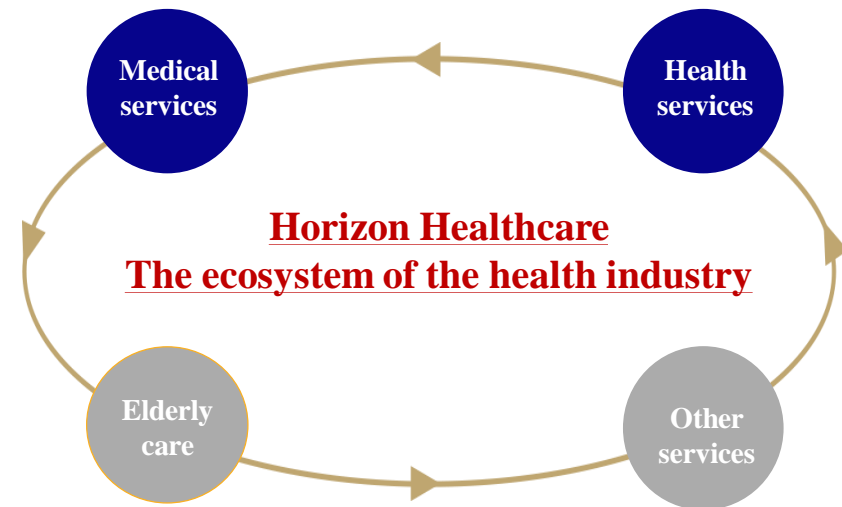 Medical
services
Health
services
Horizon Healthcare
The ecosystem of the health industry
Elderly
care
Other
services